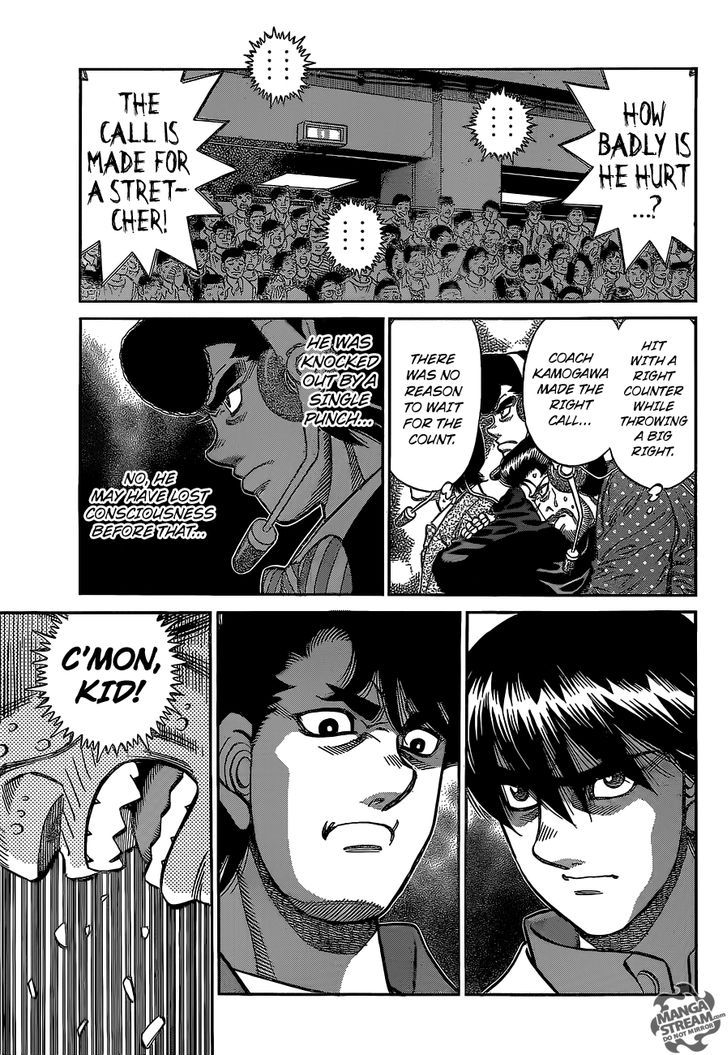 HOW
BADLY IS
HE HURT
...?
THE
CALL IS
MADE FOR
A STRET-
CHER!
HIT
WITH A
RIGHT
COUNTER
WHILE
THROWING
A BIG
RIGHT.
COACH
KAMOGAWA
MADE THE
RIGHT
CALL...
THERE
WAS NO
REASON
TO WAIT
FOR THE
COUNT.
HE WAS
KNOCKED
OUT BY A
SINGLE
PUNCH...
NO, HE
MAY HAVE LOST
CONSCIOUSNESS
BEFORE THAT...
C'MON,
KID!
MANGA
STREAM.com
DO NOT MIRROR